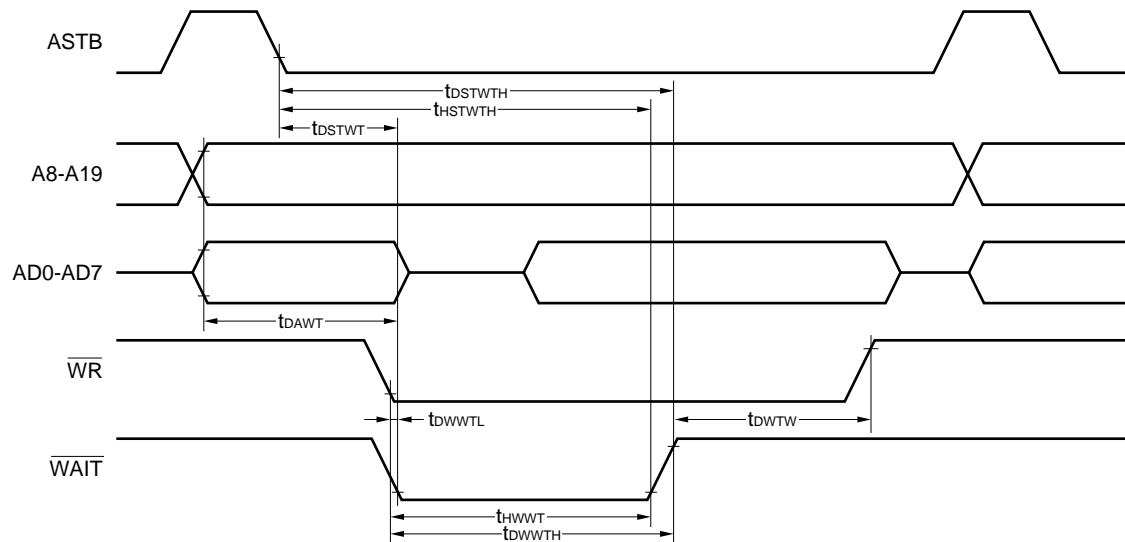 ASTB
tDSTWTH
tHSTWTH
tDSTWT
A8-A19
AD0-AD7
tDAWT
WR
tDWWTL
tDWTW
WAIT
tHWWT
tDWWTH